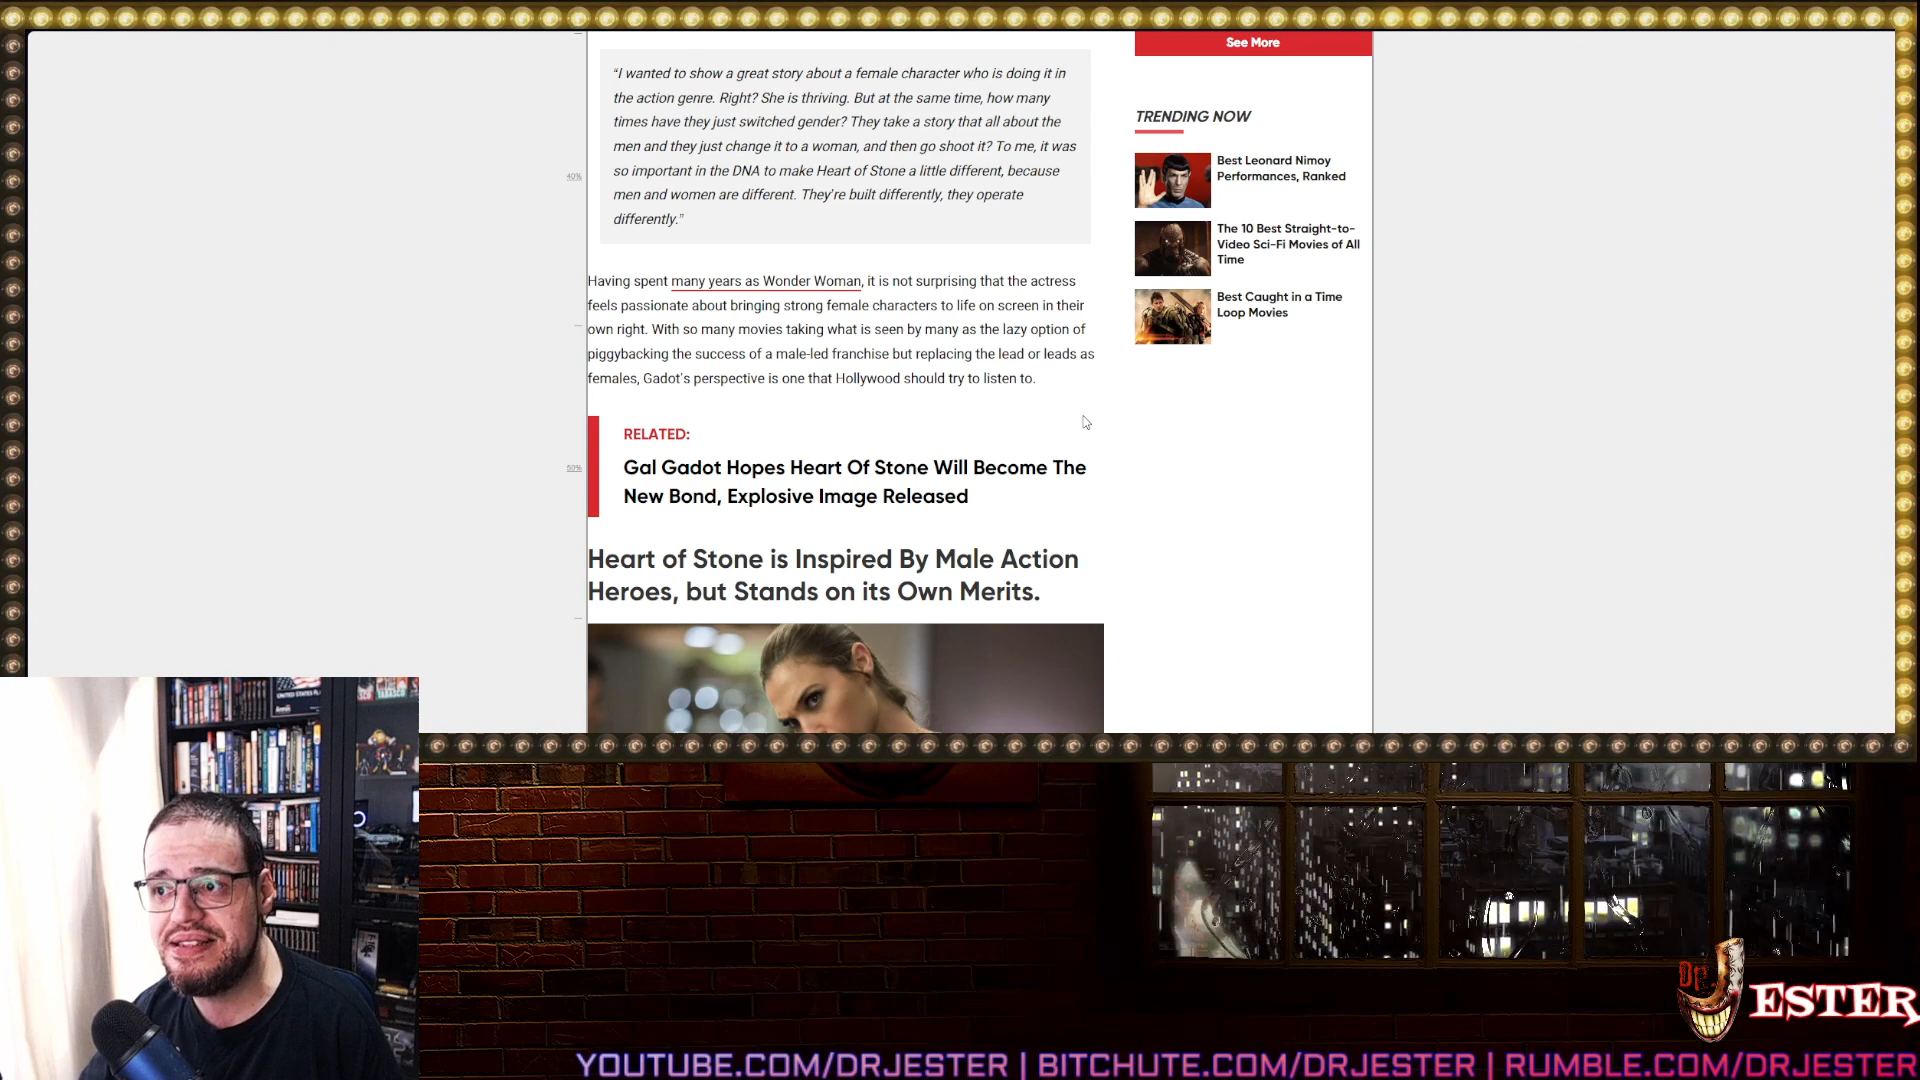 See More
"I wanted to show a great story about a female character who is doing it in
the action genre. Right? She is thriving. But at the same time, how many
times have they just switched gender? They take a story that all about the
men and they just change it to a woman, and then go shoot it? To me, it was
so important in the DNA to make Heart of Stone a little different, because
men and women are different. They're built differently, they operate
differently."
40%
Having spent many years as Wonder Woman, it is not surprising that the actress
feels passionate about bringing strong female characters to life on screen in their
own right. With so many movies taking what is seen by many as the lazy option of
piggybacking the success of a male-led franchise but replacing the lead or leads as
females, Gadot's perspective is one that Hollywood should try to listen to.
RELATED:
50%
Gal Gadot Hopes Heart Of Stone Will Become The
New Bond, Explosive Image Released
Heart of Stone is Inspired By Male Action
Heroes, but Stands on its Own Merits.
TRENDING NOW
Best Leonard Nimoy
Performances, Ranked
The 10 Best Straight-to-
Video Sci-Fi Movies of All
Time
Best Caught in a Time
Loop Movies
Dr.
JESTER
YOUTUBE.COM/DRJESTER | BITCHUTE.COM/DRJESTER | RUMBLE.COM/DRJESTER